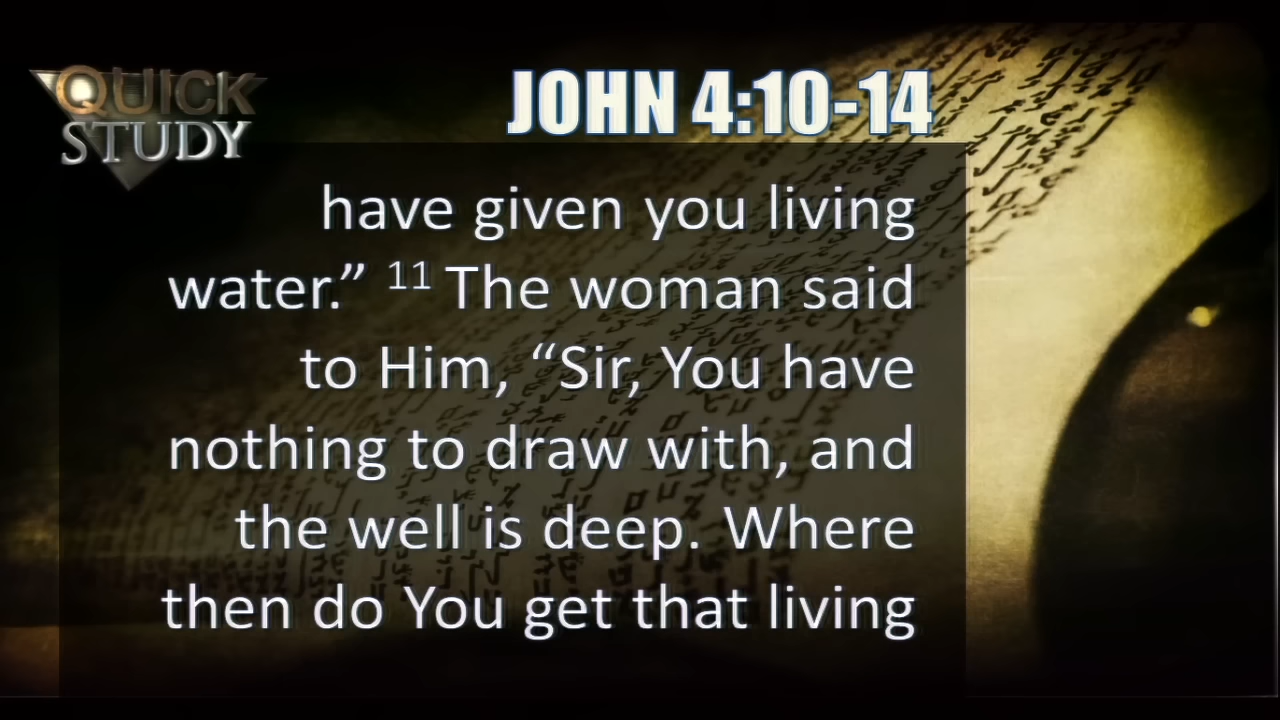 QUICK
STUDY
JOHN 4:10-14
have given you living
water.” ¹¹ The woman said
to Him, “Sir, You have
nothing to draw with, and
the well is deep. Where
then do You get that living